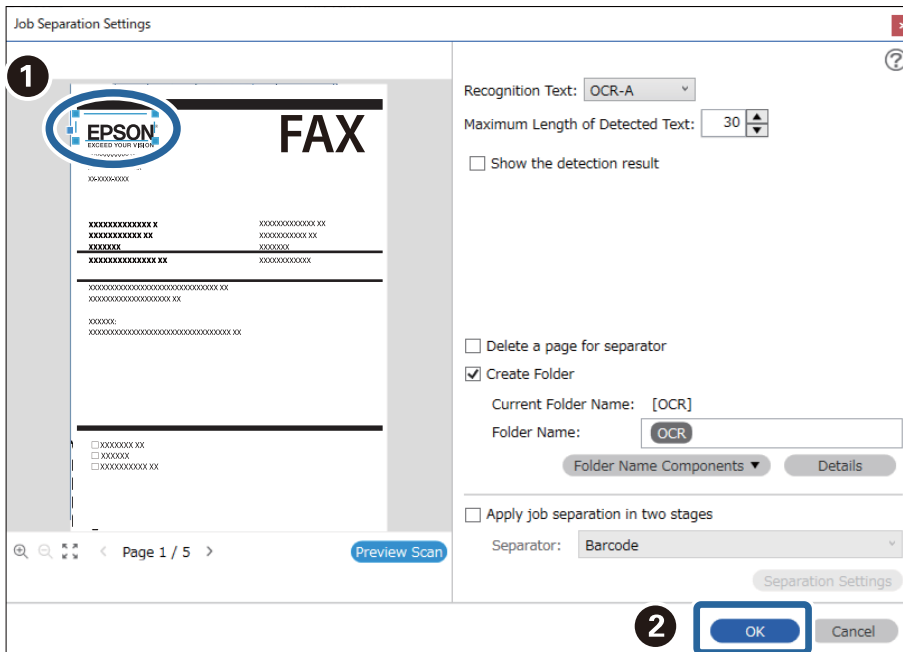 Job Separation Settings
×
?
1
EPSON
EXCEED YOUR VISION
FAX
XX-XXXX-XXXX
XXXXXXXXXXXXX X
XXXXXXXXXXXXX XX
XXXXXXXXXXXX XX
XXXXXXXXXXX XX
XXXXXXX
XXXXXXX
XXXXXXXXXXXXXX XX
XXXXXXXXXXXX
XXXXXXXXXXXXXXXXXXXXXXXXXXXXXX XX
XXXXXXXXXXXXXXXXXXX XX
XXXXXX:
XXXXXXXXXXXXXXXXXXXXXXXXXXXXXXXXX XX
XXXXXXX XX
XXXXXX
XXXXXXXXXX XX
Page 1 / 5
Preview Scan
Recognition Text: OCR-A
Maximum Length of Detected Text: 30
Show the detection result
Delete a page for separator
Create Folder
Current Folder Name: [OCR]
Folder Name: OCR
Folder Name Components ▼ Details
Apply job separation in two stages
Separator: Barcode
Separation Settings
2
OK Cancel